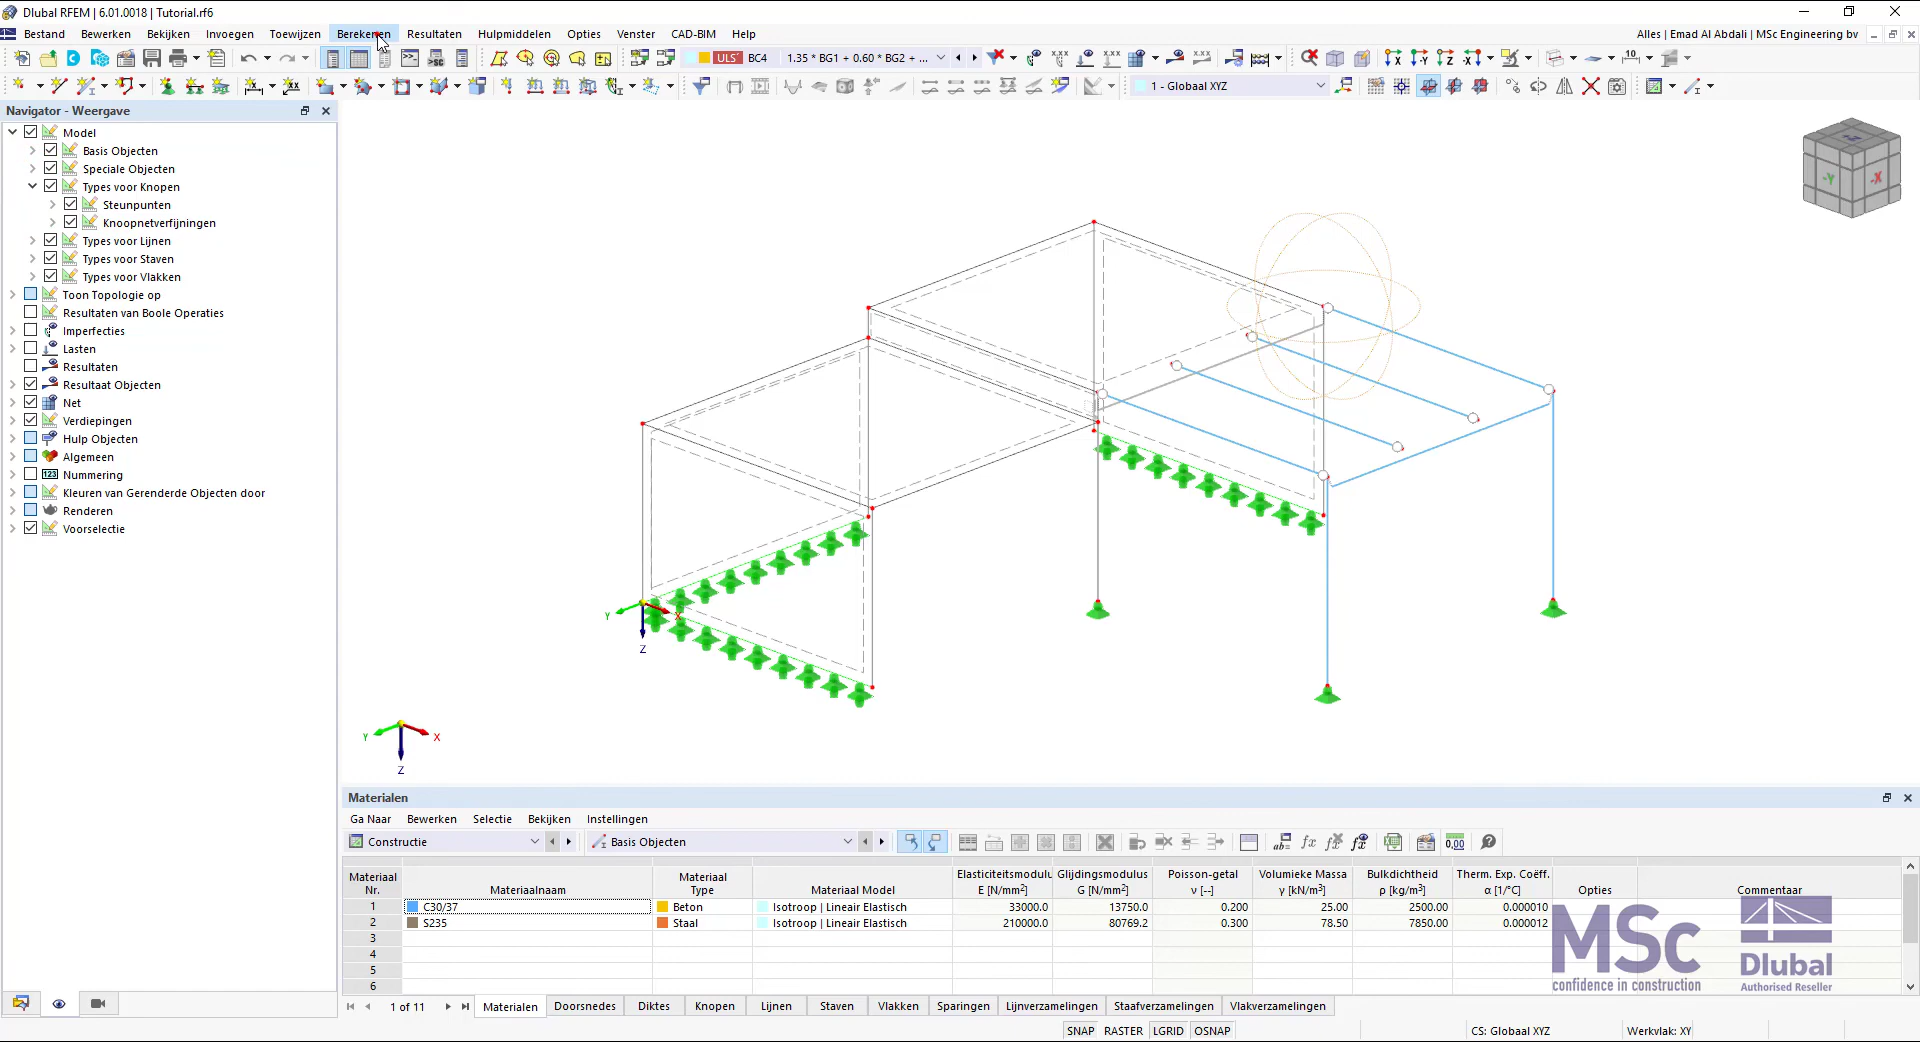 Dlubal RFEM | 6.01.0018 | Tutorial.rf6
Bestand Bewerken Bekijken Invoegen Toewijzen Berekenen Resultaten Hulpmiddelen Opties Venster CAD-BIM Help
Alles | Emad Al Abdali | MSc Engineering bv
ULS BC4 1.35 * BG1 + 0.60 * BG2 + ...
1 - Globaal XYZ
Navigator - Weergave
Model
Basis Objecten
Speciale Objecten
Types voor Knopen
Steunpunten
Knoopnetverfijningen
Types voor Lijnen
Types voor Staven
Types voor Vlakken
Toon Topologie op
Resultaten van Boole Operaties
Imperfecties
Lasten
Resultaten
Resultaat Objecten
Net
Verdiepingen
Hulp Objecten
Algemeen
123 Nummering
Kleuren van Gerenderde Objecten door
Renderen
Voorselectie
-Y -X
Y X
Z
Y X
Z
Materialen
Ga Naar Bewerken Selectie Bekijken Instellingen
Constructie Basis Objecten
Materiaal Nr. Materiaalnaam Materiaal Type Materiaal Model Elasticiteitsmodulu E [N/mm²] Glijdingsmodulus G [N/mm²] Poisson-getal ν [--] Volumieke Massa γ [kN/m³] Bulkdichtheid ρ [kg/m³] Therm. Exp. Coëff. α [1/°C] Opties Commentaar
1 C30/37 Beton Isotroop | Lineair Elastisch 33000.0 13750.0 0.200 25.00 2500.00 0.000010
2 S235 Staal Isotroop | Lineair Elastisch 210000.0 80769.2 0.300 78.50 7850.00 0.000012
3
4
5
6
MSc
confidence in construction
Dlubal
Authorised Reseller
1 of 11 Materialen Doorsnedes Diktes Knopen Lijnen Staven Vlakken Sparingen Lijnverzamelingen Staafverzamelingen Vlakverzamelingen
SNAP RASTER LGRID OSNAP CS: Globaal XYZ Werkvlak: XY